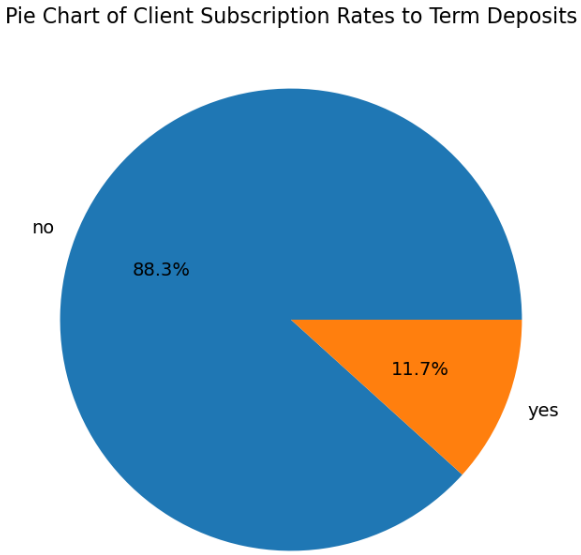 Pie Chart of Client Subscription Rates to Term Deposits
no
88.3%
11.7%
yes